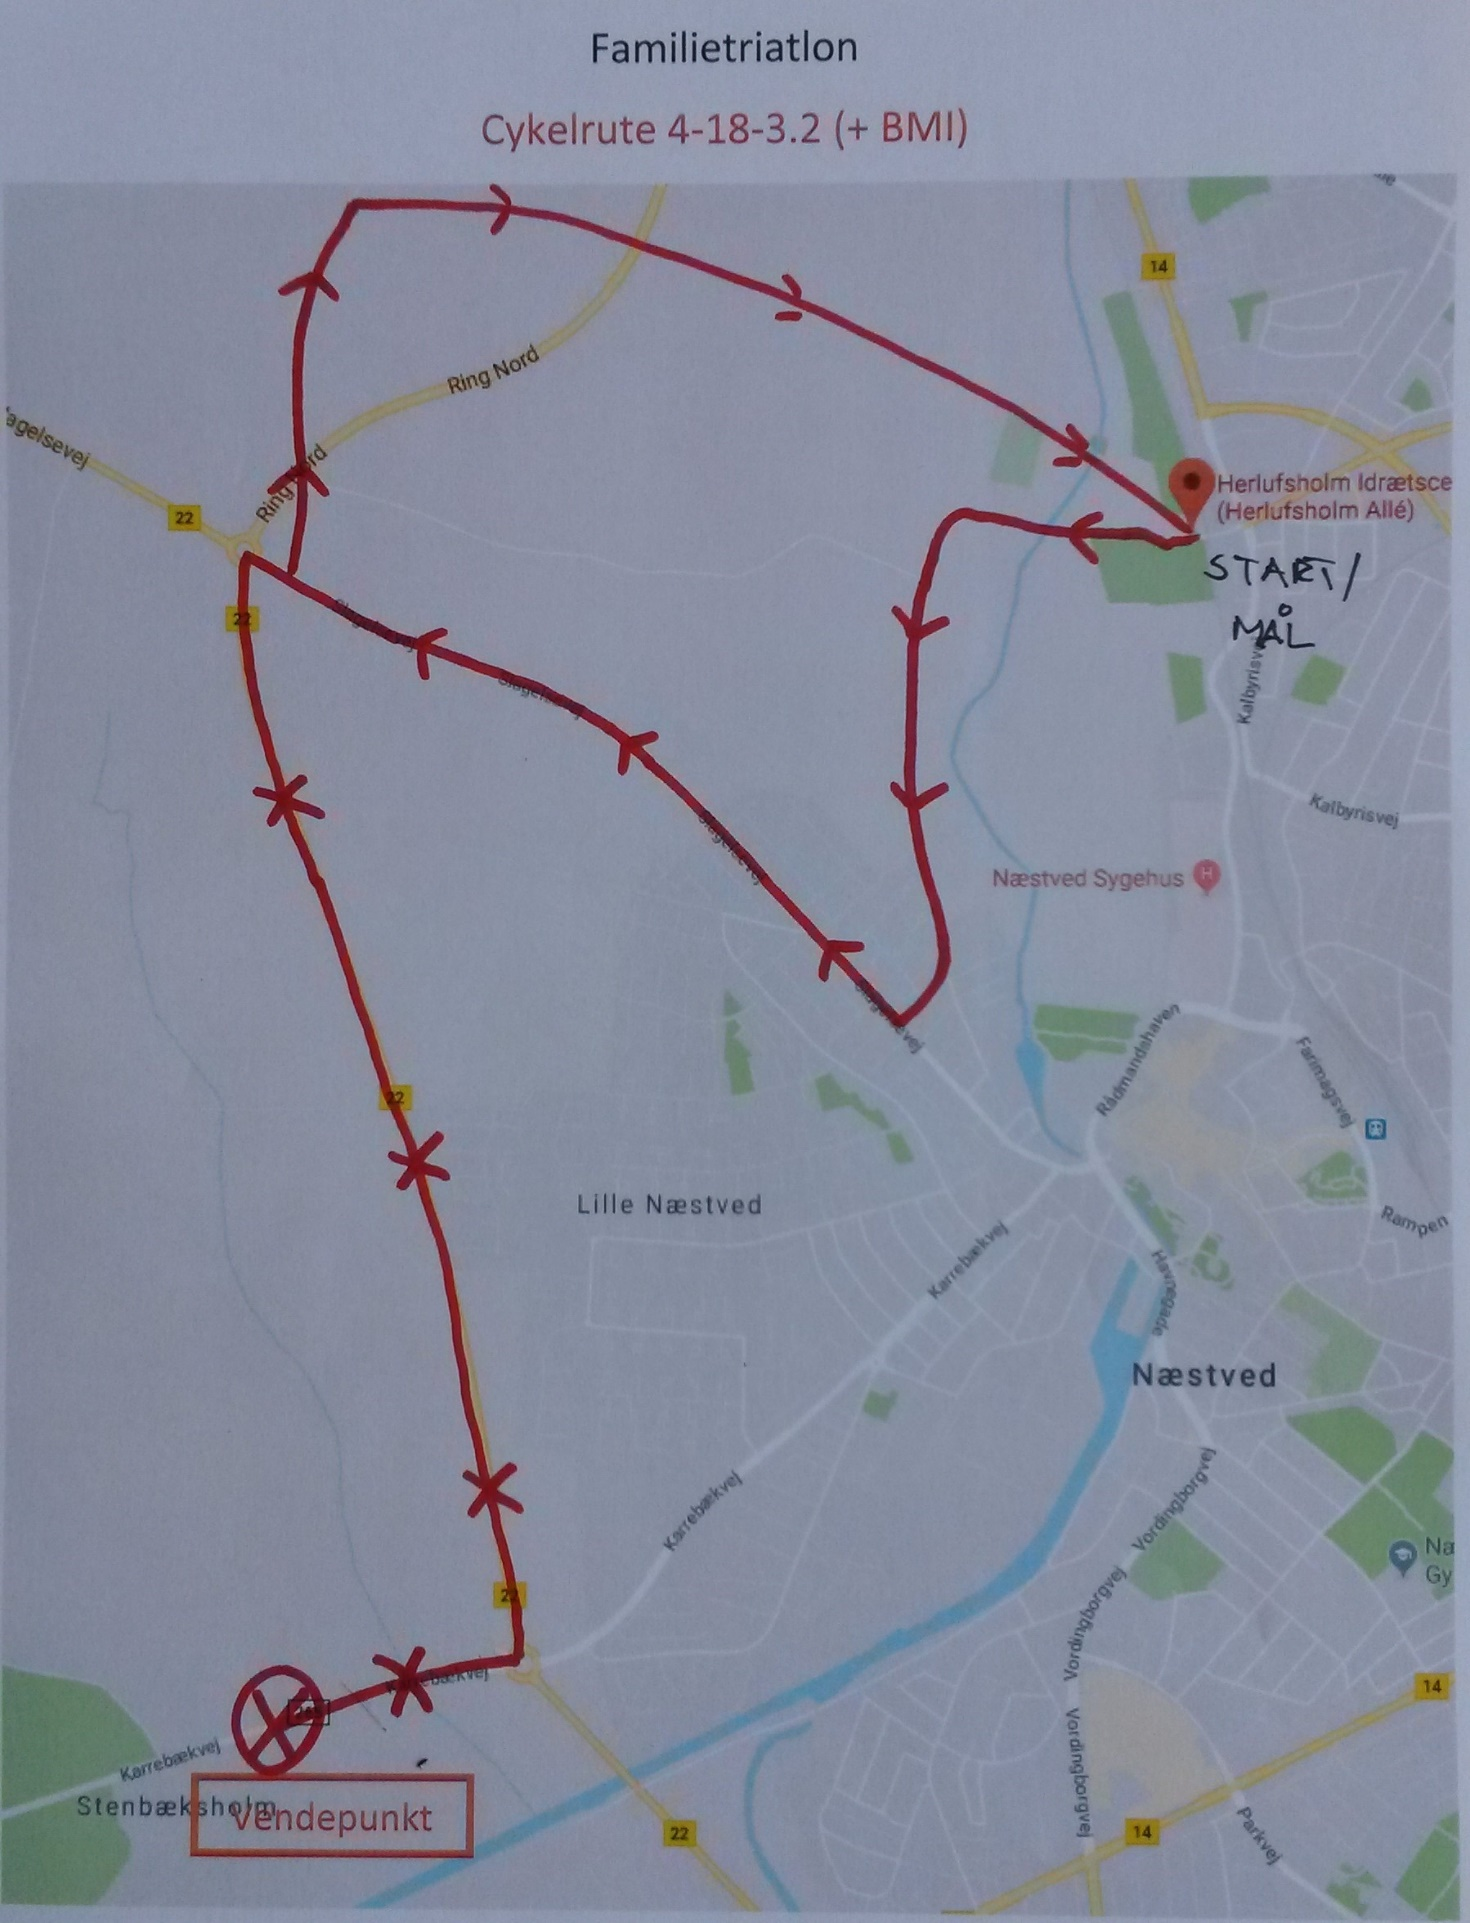 Familietriatlon
Cykelrute 4-18-3.2 (+ BMI)
14
Ring Nord
agelsevej
Ring Nord
22
Herlufsholm Idrætsce
(Herlufsholm Allé)
START/
MÅL
22
Slagelsevej
Slagelsevej
Kalbyrisvej
Kalbyrisvej
Slagelsevej
Næstved Sygehus
H
Slagelsevej
Rådmandshaven
Farimagsvej
22
Lille Næstved
Rampen
Karrebækvej
Havnegade
Næstved
Karrebækvej
Vordingborgvej
Na
Gy
22
Vordingborgvej
Karrebækvej
14
Vordingborgvej
Karrebækvej
Stenbæksholm
Vendepunkt
22
14
Parkvej